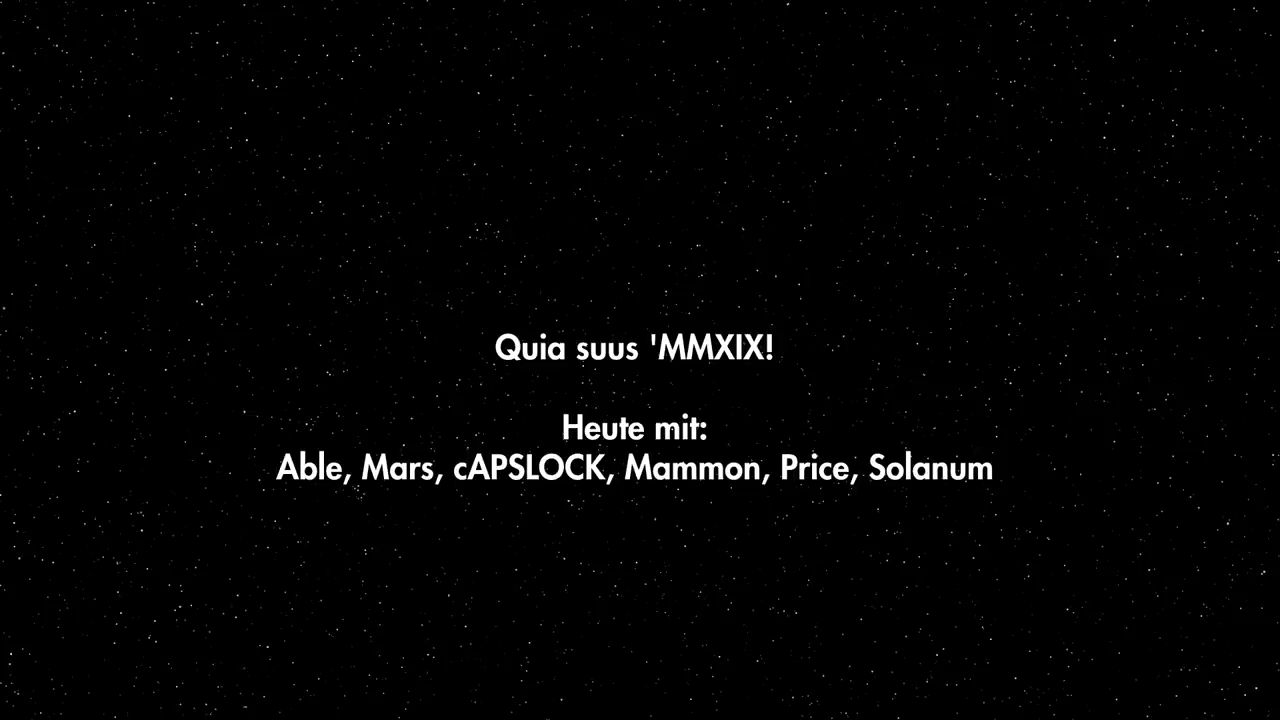 Quia suus 'MMXIX!
Heute mit:
Able, Mars, cAPSLOCK, Mammon, Price, Solanum